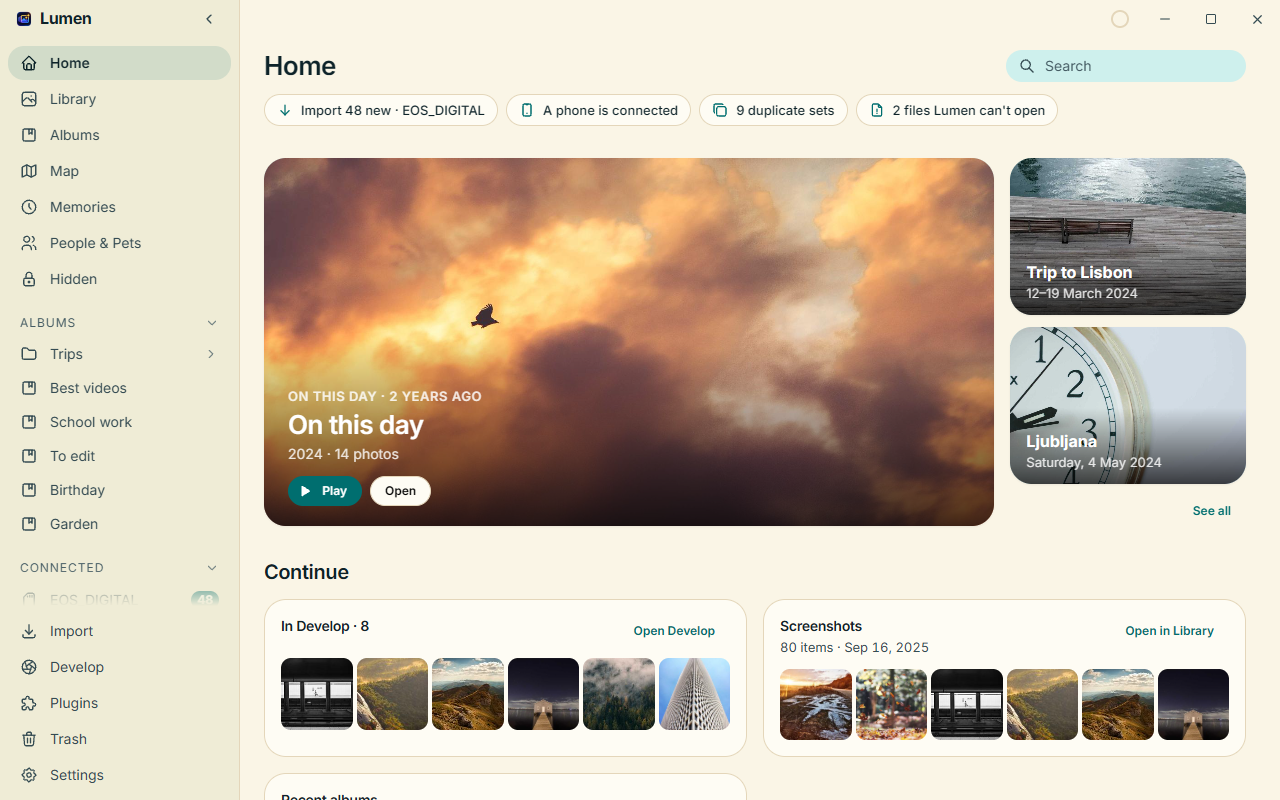 Lumen
Home
Library
Albums
Map
Memories
People & Pets
Hidden
ALBUMS
Trips
Best videos
School work
To edit
Birthday
Garden
CONNECTED
EOS_DIGITAL 48
Import
Develop
Plugins
Trash
Settings
Home
Search
Import 48 new · EOS_DIGITAL
A phone is connected
9 duplicate sets
2 files Lumen can't open
ON THIS DAY · 2 YEARS AGO
On this day
2024 · 14 photos
Play
Open
Trip to Lisbon
12–19 March 2024
1
2
3
x
Ljubljana
Saturday, 4 May 2024
See all
Continue
In Develop · 8
Open Develop
Screenshots
80 items · Sep 16, 2025
Open in Library
Recent albums